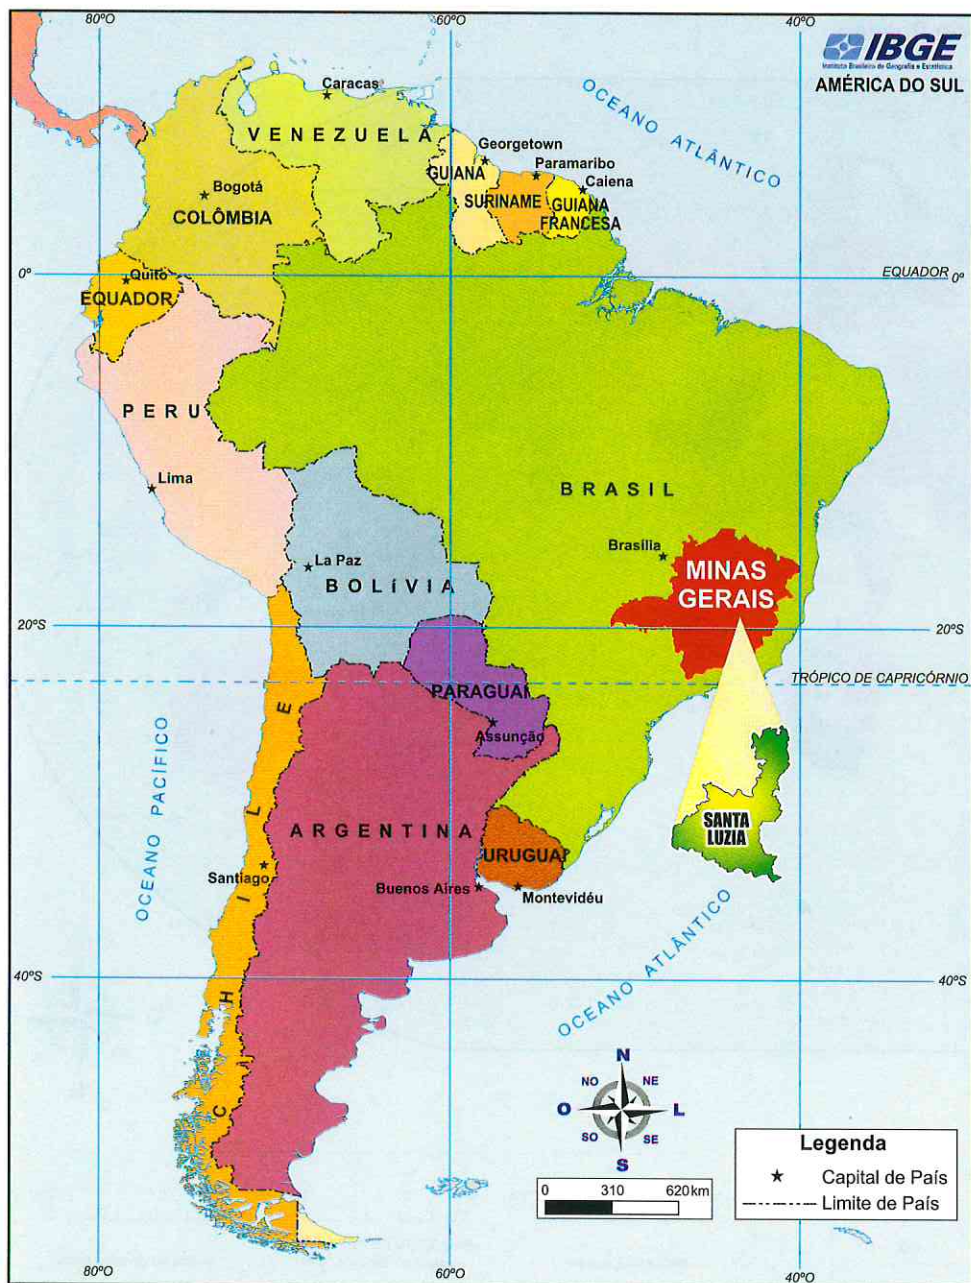 80ºO
60ºO
40ºO
IBGE
Instituto Brasileiro de Geografia e Estatística
AMÉRICA DO SUL
OCEANO ATLÂNTICO
Caracas
VENEZUELA
Georgetown
Paramaribo
GUIANA
Caiena
SURINAME
GUIANA
FRANCESA
Bogotá
COLÔMBIA
0º
EQUADOR
0º
Quito
EQUADOR
PERU
Lima
BRASIL
Brasília
La Paz
BOLÍVIA
MINAS
GERAIS
20ºS
20ºS
TRÓPICO DE CAPRICÓRNIO
PARAGUAI
Assunção
OCEANO PACÍFICO
CHILE
ARGENTINA
SANTA
LUZIA
URUGUAI
Santiago
Buenos Aires
Montevidéu
OCEANO ATLÂNTICO
40ºS
40ºS
N
NO
NE
O
L
SO
SE
S
Legenda
Capital de País
Limite de País
0
310
620 km
80ºO
60ºO
40ºO